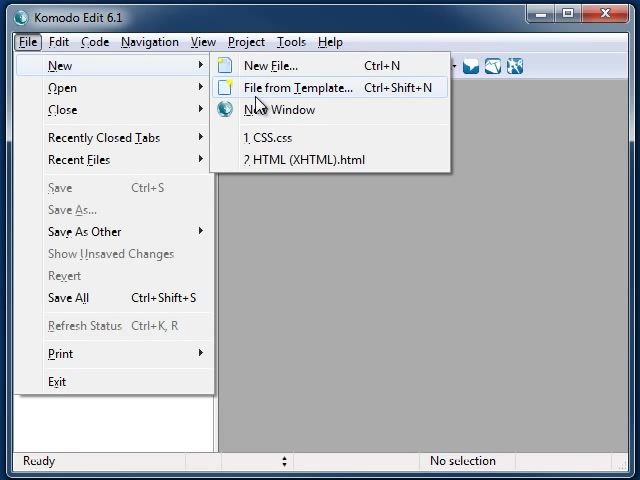 Komodo Edit 6.1
File Edit Code Navigation View Project Tools Help
New
Open
Close
Recently Closed Tabs
Recent Files
Save Ctrl+S
Save As...
Save As Other
Show Unsaved Changes
Revert
Save All Ctrl+Shift+S
Refresh Status Ctrl+K, R
Print
Exit
New File... Ctrl+N
File from Template... Ctrl+Shift+N
New Window
1 CSS.css
2 HTML (XHTML).html
Ready No selection